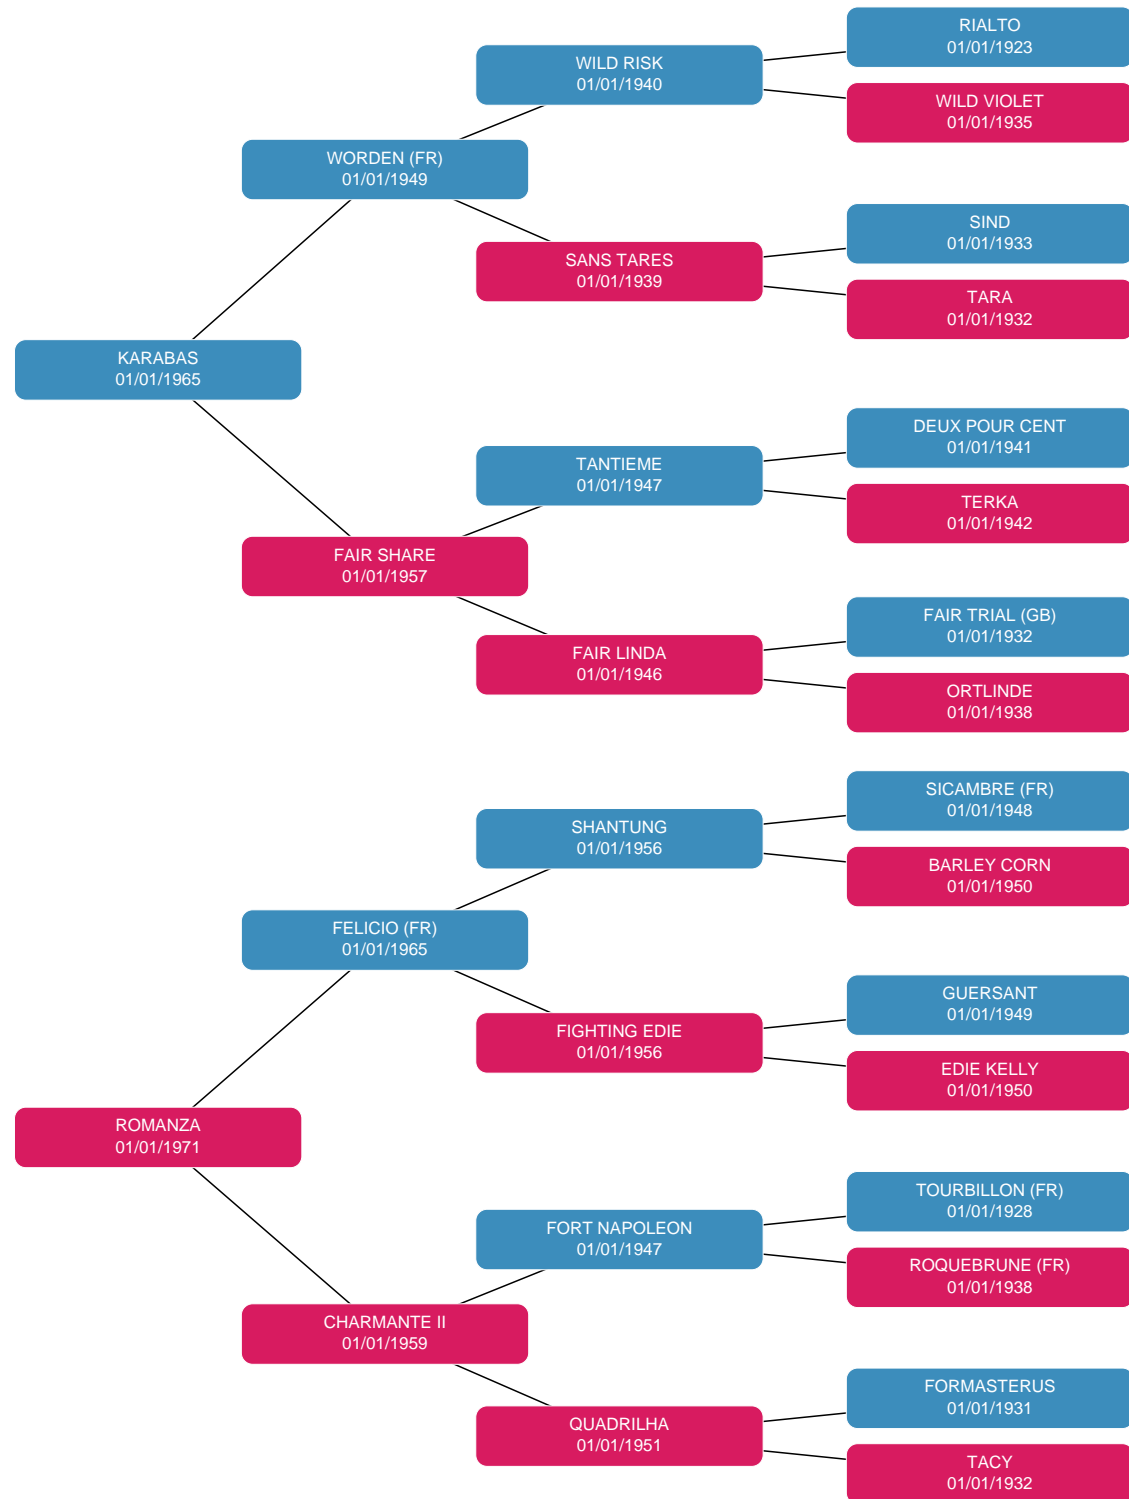 RIALTO
01/01/1923
WILD RISK
01/01/1940
WILD VIOLET
01/01/1935
WORDEN (FR)
01/01/1949
SIND
01/01/1933
SANS TARES
01/01/1939
TARA
01/01/1932
KARABAS
01/01/1965
DEUX POUR CENT
01/01/1941
TANTIEME
01/01/1947
TERKA
01/01/1942
FAIR SHARE
01/01/1957
FAIR TRIAL (GB)
01/01/1932
FAIR LINDA
01/01/1946
ORTLINDE
01/01/1938
SICAMBRE (FR)
01/01/1948
SHANTUNG
01/01/1956
BARLEY CORN
01/01/1950
FELICIO (FR)
01/01/1965
GUERSANT
01/01/1949
FIGHTING EDIE
01/01/1956
EDIE KELLY
01/01/1950
ROMANZA
01/01/1971
TOURBILLON (FR)
01/01/1928
FORT NAPOLEON
01/01/1947
ROQUEBRUNE (FR)
01/01/1938
CHARMANTE II
01/01/1959
FORMASTERUS
01/01/1931
QUADRILHA
01/01/1951
TACY
01/01/1932